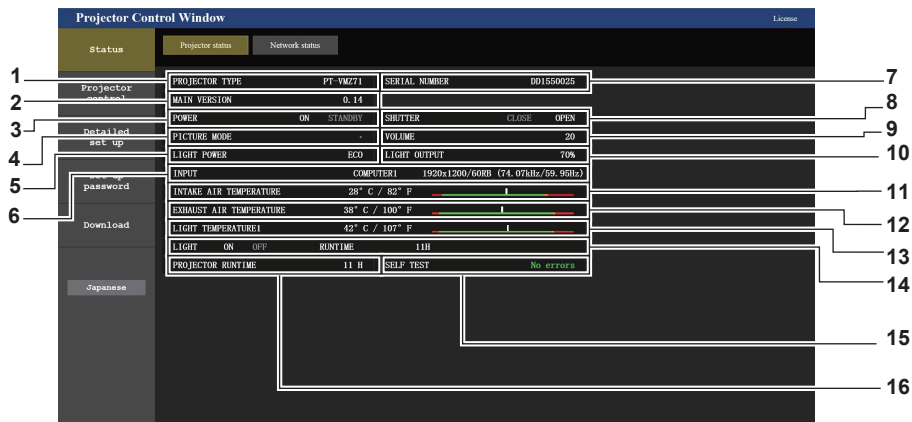 Projector Control Window License
Status
Projector status Network status
1 PROJECTOR TYPE PT-VMZ71 SERIAL NUMBER DD1550025 7
Projector
control
2 MAIN VERSION 0.14
3 POWER ON STANDBY SHUTTER CLOSE OPEN 8
Detailed
set up
4 PICTURE MODE - VOLUME 20 9
5 LIGHT POWER ECO LIGHT OUTPUT 70% 10
6 INPUT COMPUTER1 1920x1200/60RB (74.07kHz/59.95Hz)
Set up
password
INTAKE AIR TEMPERATURE 28° C / 82° F 11
EXHAUST AIR TEMPERATURE 38° C / 100° F 12
Download
LIGHT TEMPERATURE1 42° C / 107° F 13
LIGHT ON OFF RUNTIME 11H 14
PROJECTOR RUNTIME 11 H SELF TEST No errors
Japanese
15
16